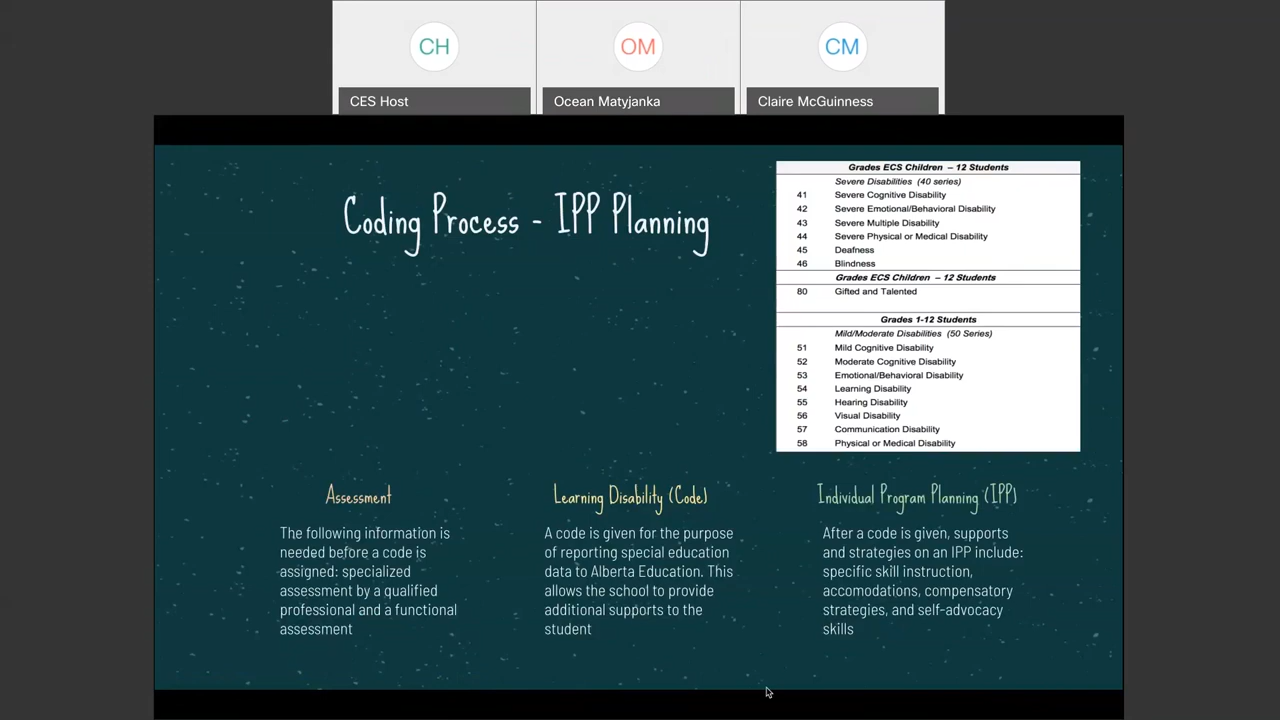 CH
OM
CM
CES Host
Ocean Matyjanka
Claire McGuinness
Coding Process - IPP Planning
Grades ECS Children – 12 Students
Severe Disabilities (40 series)
41 Severe Cognitive Disability
42 Severe Emotional/Behavioral Disability
43 Severe Multiple Disability
44 Severe Physical or Medical Disability
45 Deafness
46 Blindness
Grades ECS Children – 12 Students
80 Gifted and Talented
Grades 1-12 Students
Mild/Moderate Disabilities (50 Series)
51 Mild Cognitive Disability
52 Moderate Cognitive Disability
53 Emotional/Behavioral Disability
54 Learning Disability
55 Hearing Disability
56 Visual Disability
57 Communication Disability
58 Physical or Medical Disability
Assessment
The following information is
needed before a code is
assigned: specialized
assessment by a qualified
professional and a functional
assessment
Learning Disability (Code)
A code is given for the purpose
of reporting special education
data to Alberta Education. This
allows the school to provide
additional supports to the
student
Individual Program Planning (IPP)
After a code is given, supports
and strategies on an IPP include:
specific skill instruction,
accomodations, compensatory
strategies, and self-advocacy
skills